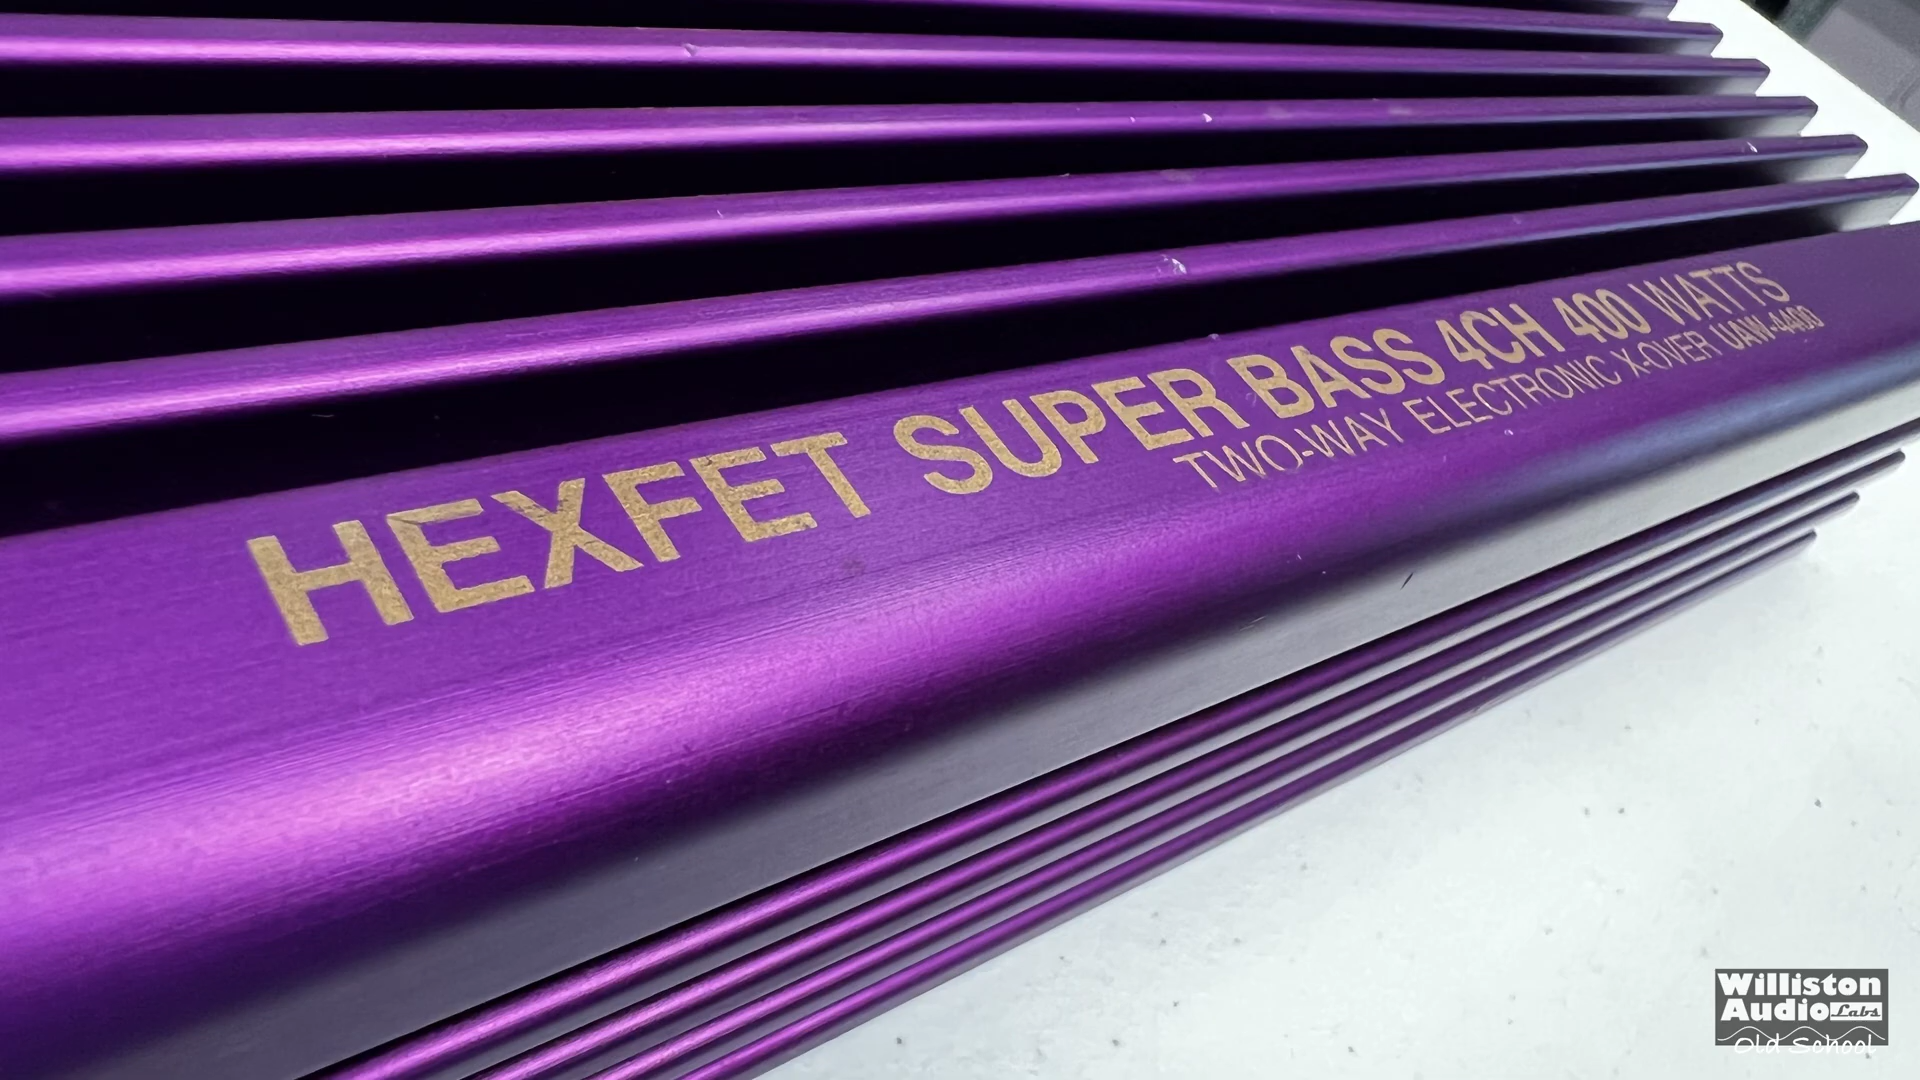 HEXFET SUPER BASS 4CH 400 WATTS
TWO-WAY ELECTRONIC X-OVER UAW-4400
Williston
Audio Labs
Old School